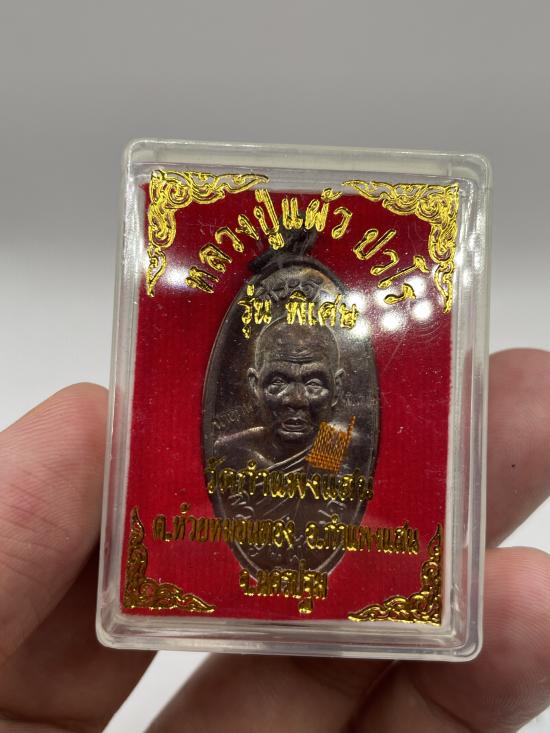 หลวงปู่แผ้ว ปวโร
รุ่น พิเศษ
วัดกำแพงแสน
ต.ห้วยหมอนทอง อ.กำแพงแสน
จ.นครปฐม